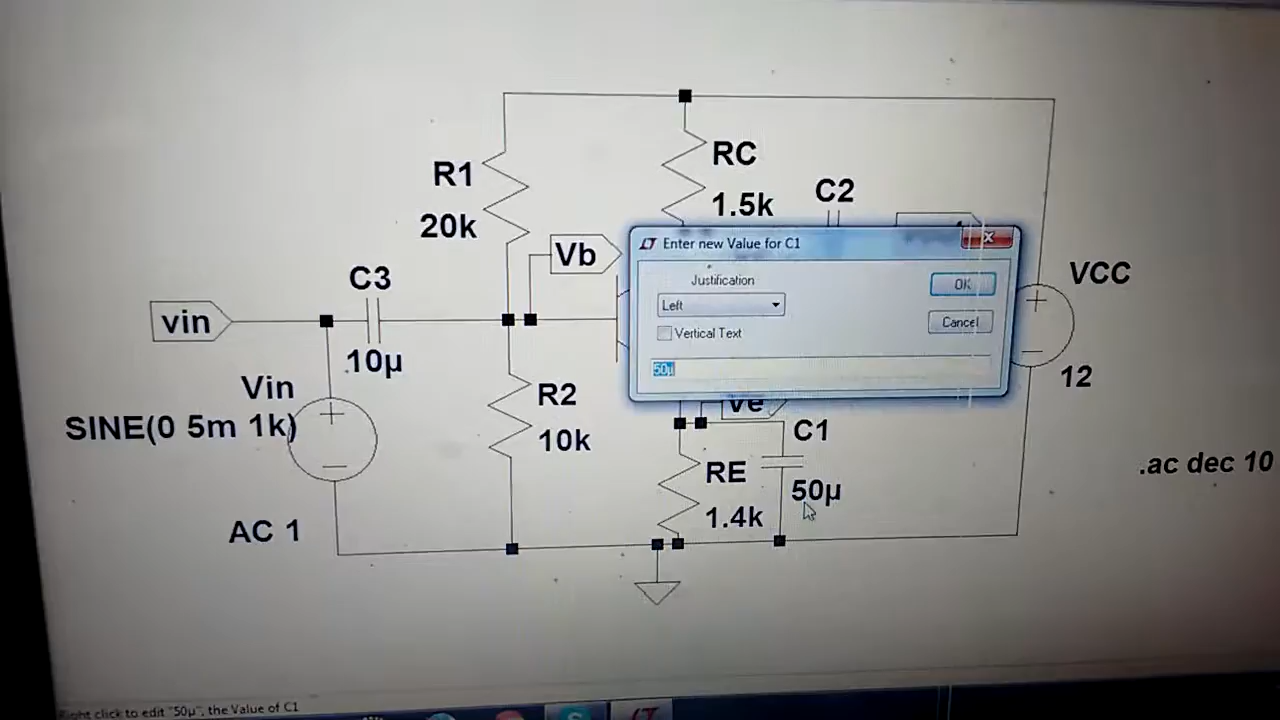 RC
1.5k
C2
R1
20k
Vb
Enter new Value for C1
Justification
Left
Vertical Text
OK
Cancel
50µ
VCC
12
C3
10µ
vin
Vin
SINE(0 5m 1k)
AC 1
R2
10k
Ve
C1
50µ
RE
1.4k
.ac dec 10
Right click to edit "50µ", the Value of C1